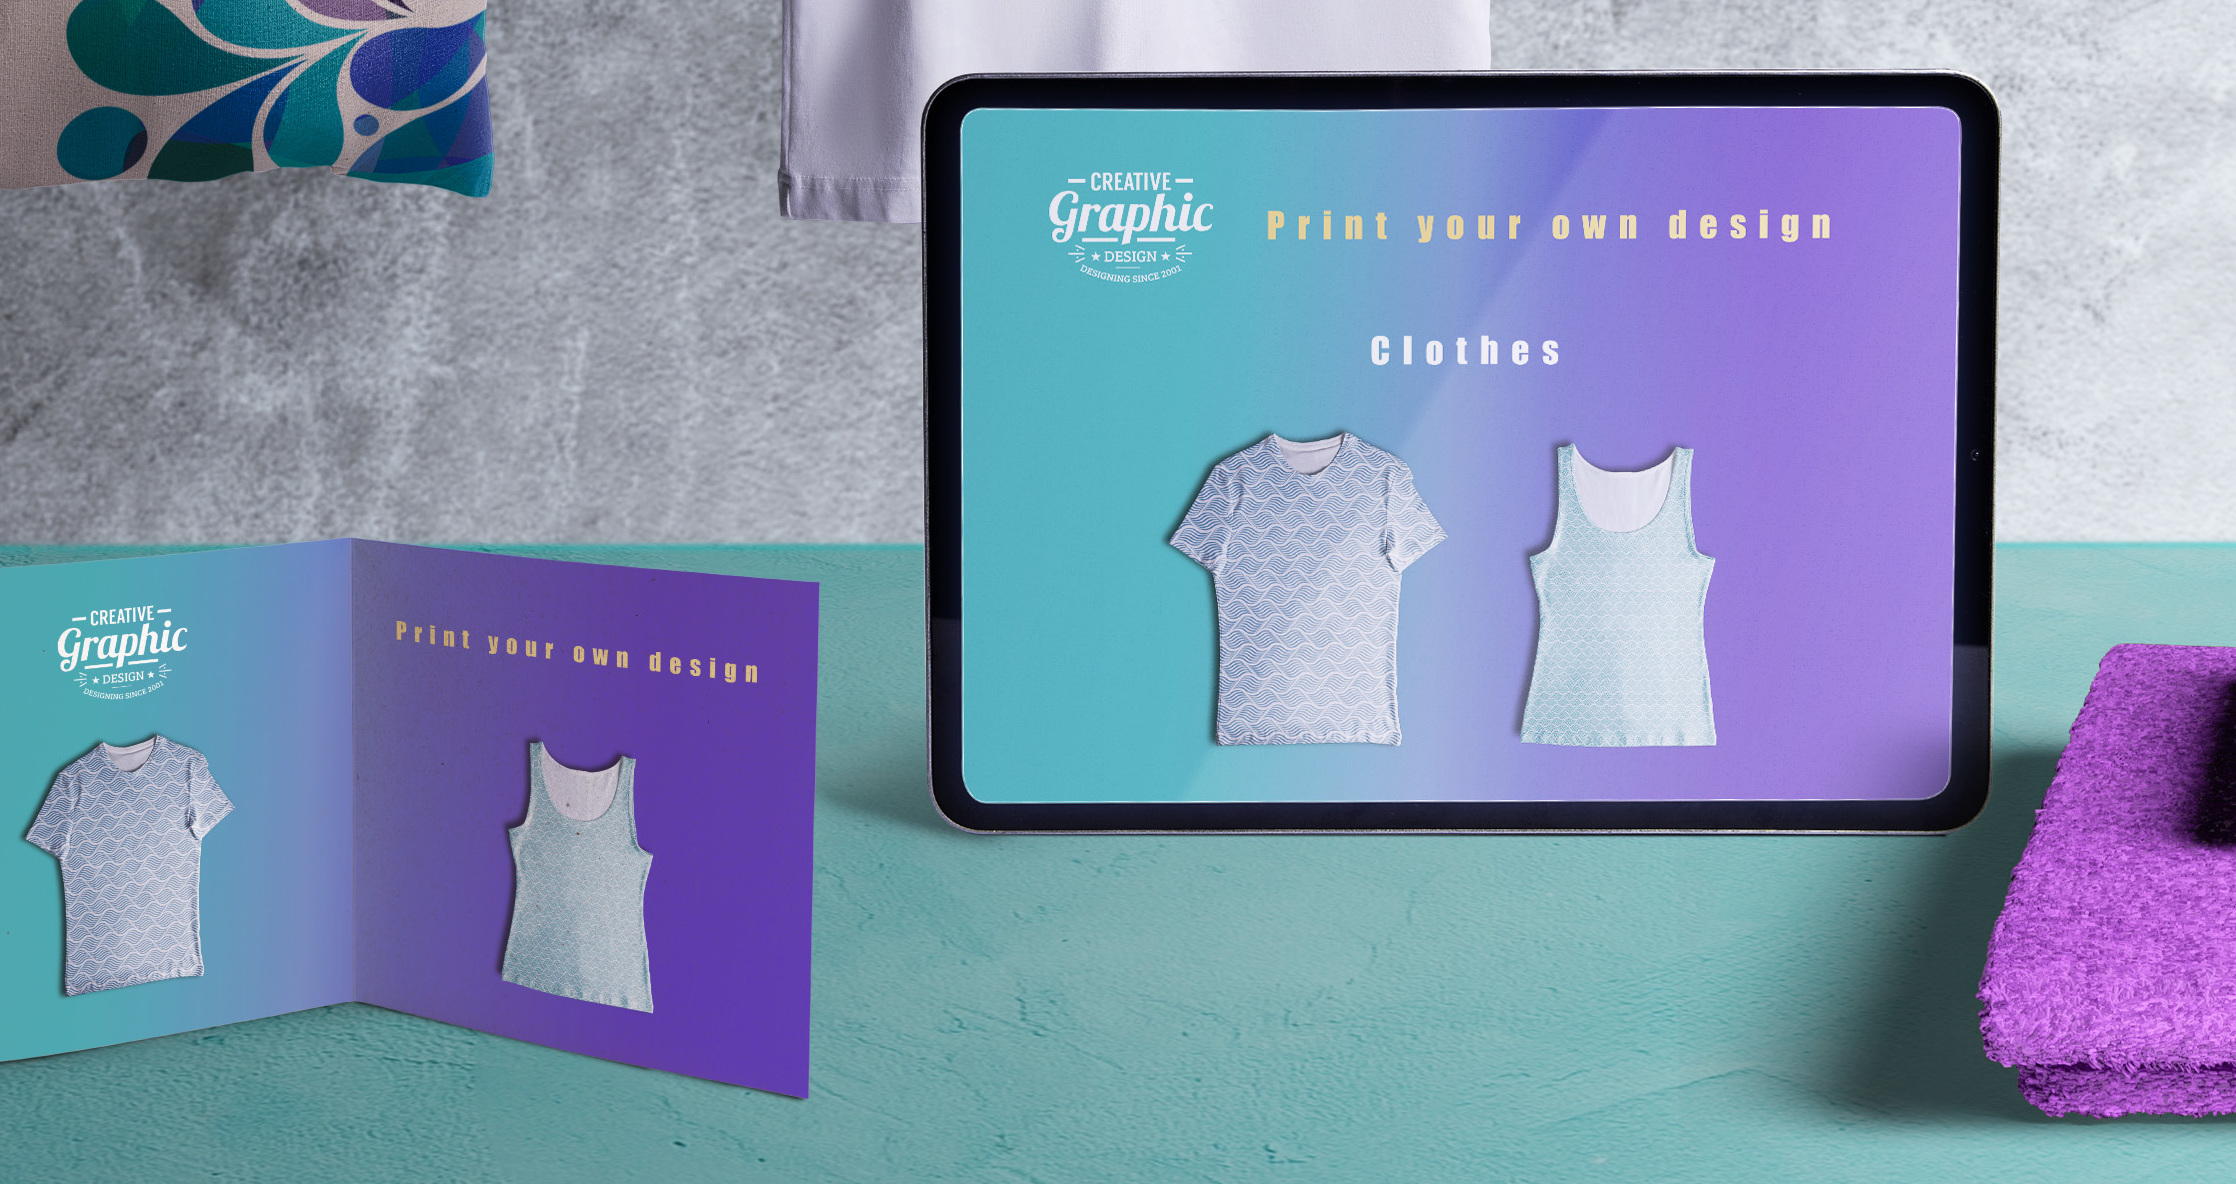 CREATIVE
Graphic
DESIGN
DESIGNING SINCE 2001
Print your own design
Clothes
CREATIVE
Graphic
DESIGN
DESIGNING SINCE 2001
Print your own design